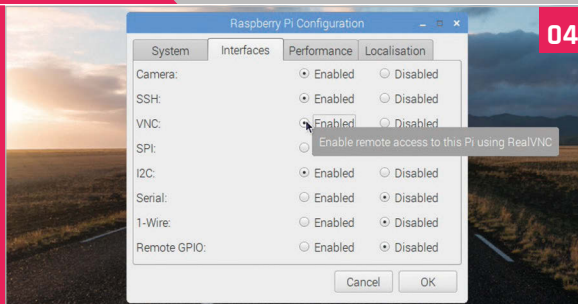 Raspberry Pi Configuration
04
System Interfaces Performance Localisation
Camera: Enabled Disabled
SSH: Enabled Disabled
VNC: Enabled Disabled
SPI:
Enable remote access to this Pi using RealVNC
I2C: Enabled Disabled
Serial: Enabled Disabled
1-Wire: Enabled Disabled
Remote GPIO: Enabled Disabled
Cancel OK